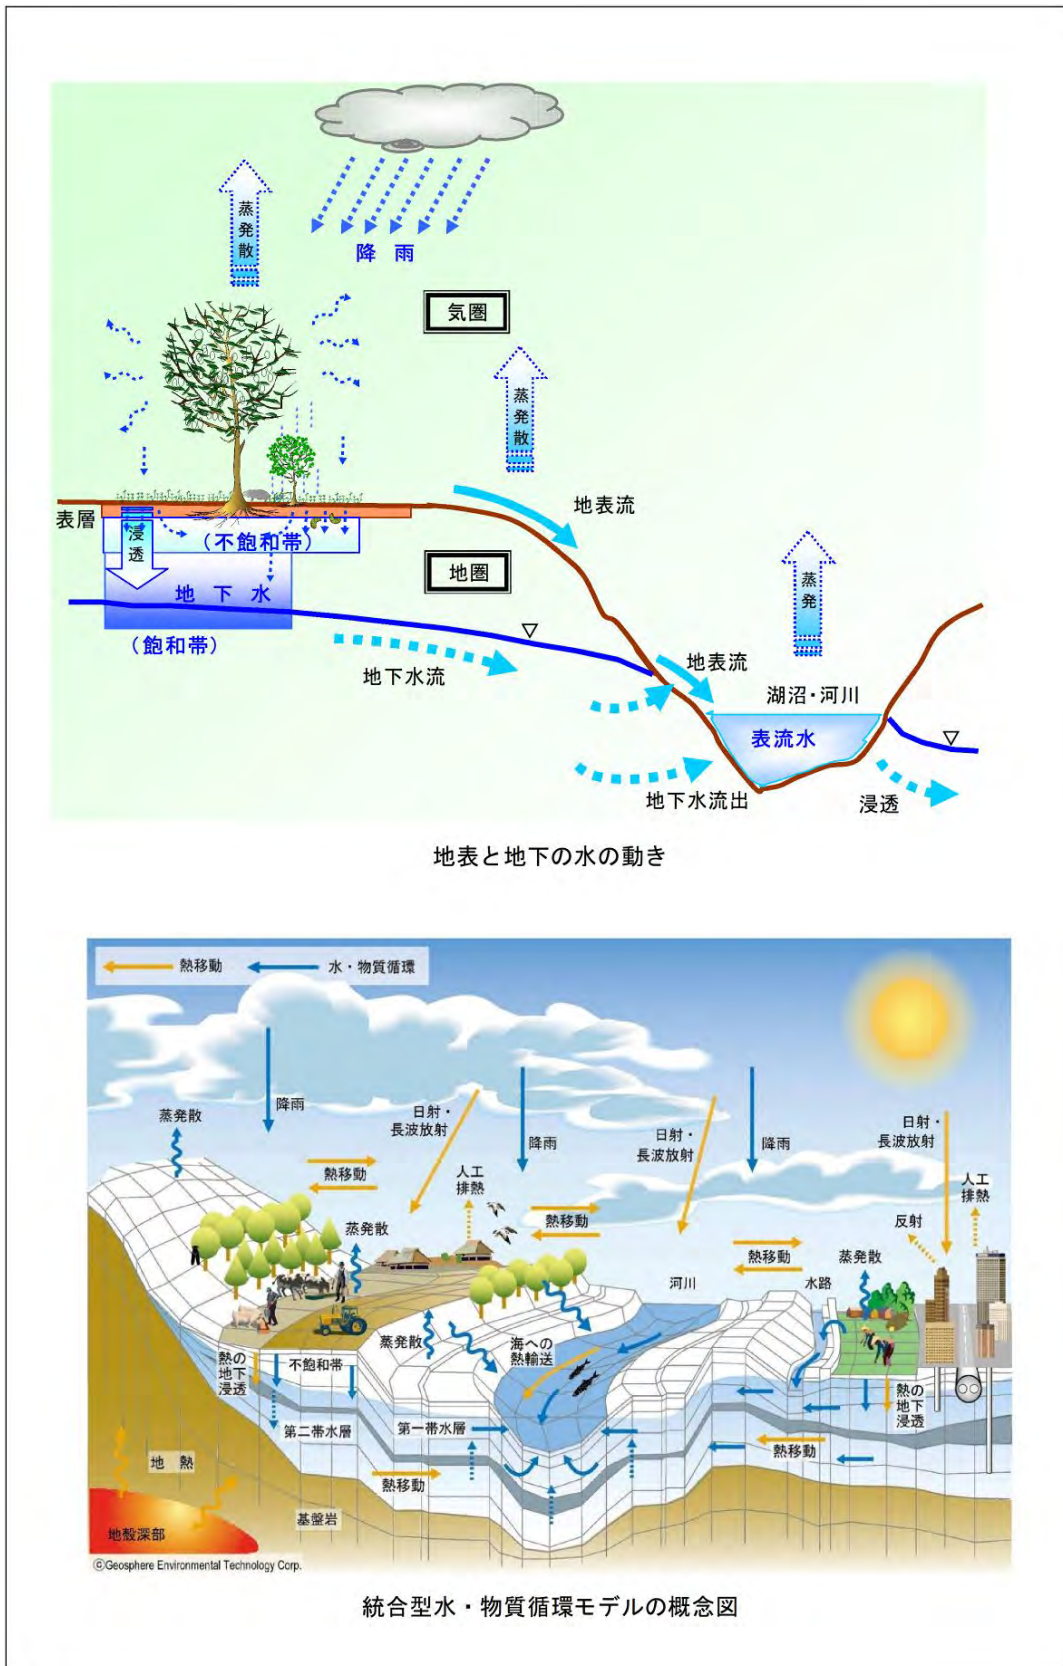 蒸発散
降 雨
気圏
蒸発散
地表流
表層
浸透
(不飽和帯)
地圏
蒸発
地 下 水
(飽和帯)
地下水流
地表流
湖沼・河川
表流水
地下水流出
浸透
地表と地下の水の動き
熱移動
水・物質循環
蒸発散
降雨
日射・
長波放射
降雨
日射・
長波放射
降雨
日射・
長波放射
熱移動
人工
排熱
人工
排熱
蒸発散
熱移動
反射
熱移動
蒸発散
河川
水路
蒸発散
海への
熱輸送
熱の
地下
浸透
不飽和帯
熱の
地下
浸透
第二帯水層
第一帯水層
熱移動
地 熱
熱移動
基盤岩
地殻深部
©Geosphere Environmental Technology Corp.
統合型水・物質循環モデルの概念図